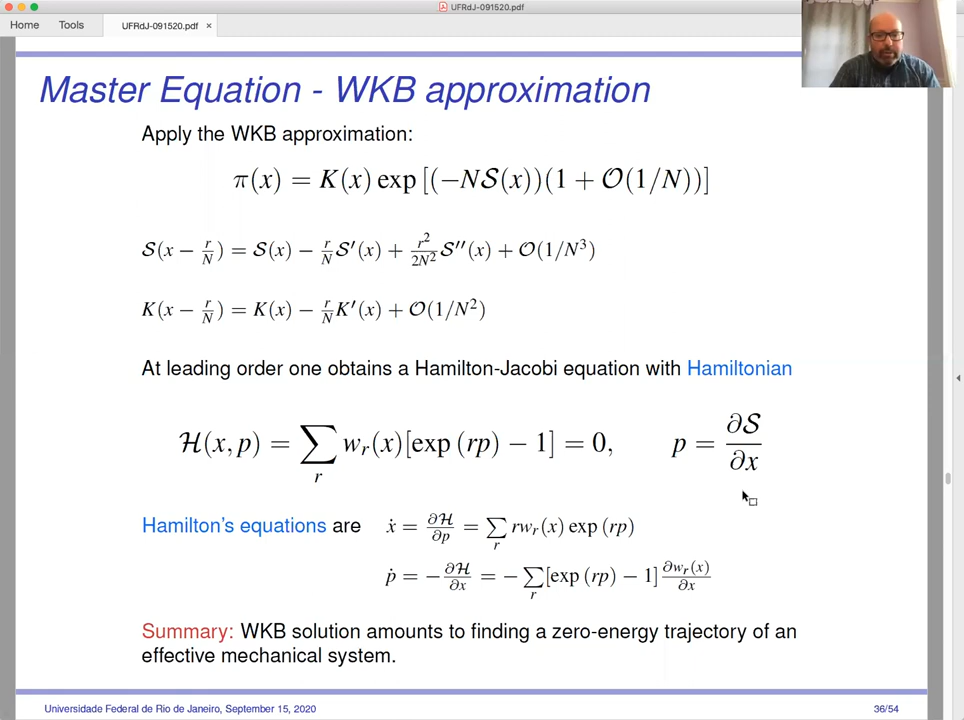 UFRdJ-091520.pdf
Home Tools UFRdJ-091520.pdf ×
Master Equation - WKB approximation
Apply the WKB approximation:
π(x) = K(x) exp [(−N𝒮(x))(1 + 𝒪(1/N))]
𝒮(x − r/N) = 𝒮(x) − r/N 𝒮′(x) + r²/2N² 𝒮″(x) + 𝒪(1/N³)
K(x − r/N) = K(x) − r/N K′(x) + 𝒪(1/N²)
At leading order one obtains a Hamilton-Jacobi equation with Hamiltonian
ℋ(x, p) = ∑_r w_r(x)[exp (rp) − 1] = 0, p = ∂𝒮/∂x
Hamilton's equations are ẋ = ∂ℋ/∂p = ∑_r rw_r(x) exp (rp)
ṗ = −∂ℋ/∂x = −∑_r [exp (rp) − 1] ∂w_r(x)/∂x
Summary: WKB solution amounts to finding a zero-energy trajectory of an
effective mechanical system.
Universidade Federal de Rio de Janeiro, September 15, 2020 36/54